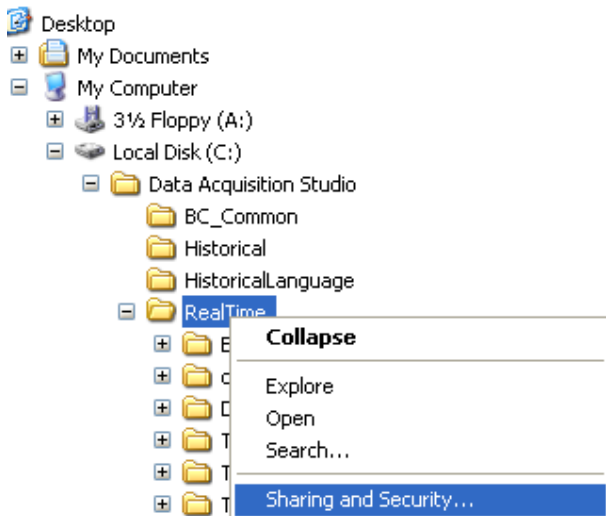 Desktop
My Documents
My Computer
3½ Floppy (A:)
Local Disk (C:)
Data Acquisition Studio
BC_Common
Historical
HistoricalLanguage
RealTime
Collapse
Explore
Open
Search...
Sharing and Security...